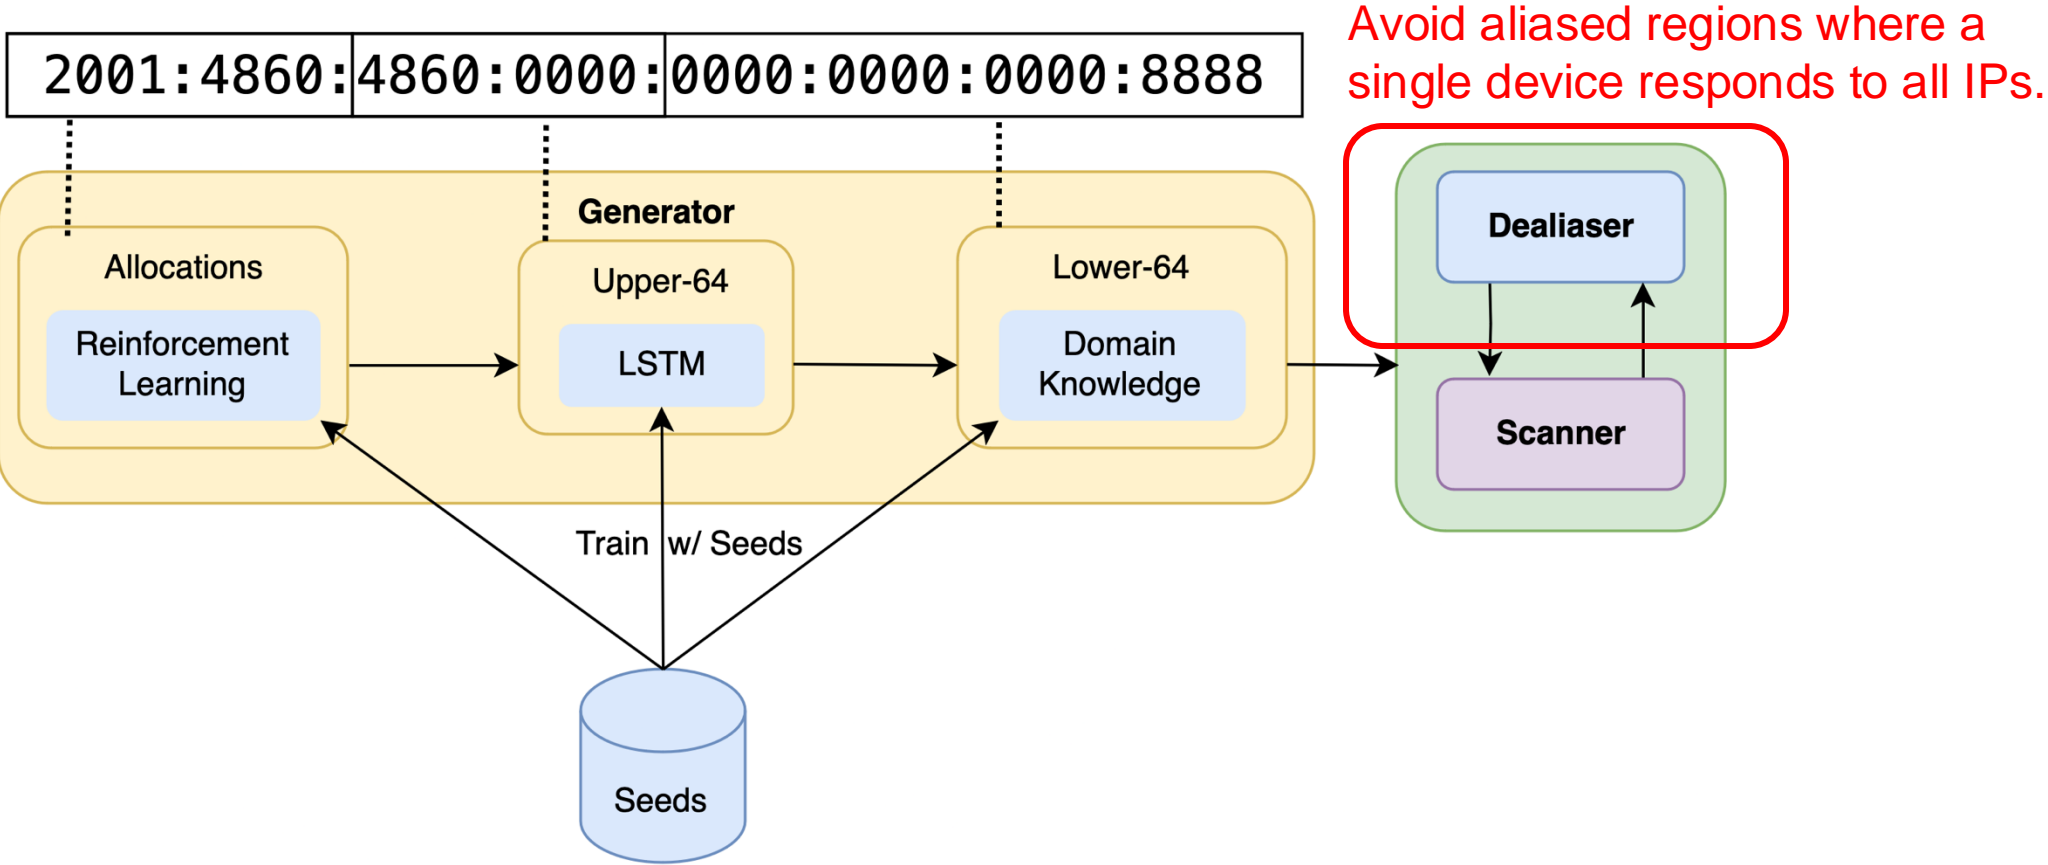 Avoid aliased regions where a
single device responds to all IPs.
2001:4860:4860:0000:0000:0000:0000:8888
Generator
Allocations
Reinforcement
Learning
Upper-64
LSTM
Lower-64
Domain
Knowledge
Dealiaser
Scanner
Train w/ Seeds
Seeds